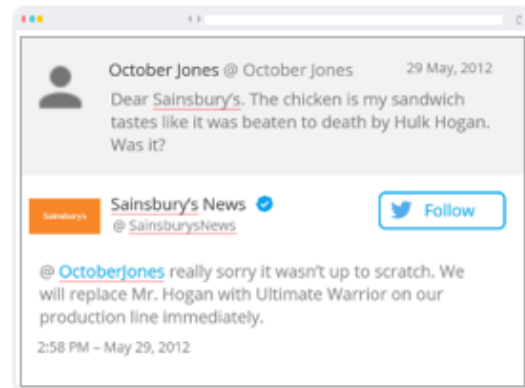 October Jones @ October Jones 29 May, 2012
Dear Sainsbury's. The chicken is my sandwich
tastes like it was beaten to death by Hulk Hogan.
Was it?
Sainsbury's
Sainsbury's News
@ SainsburysNews
Follow
@ OctoberJones really sorry it wasn't up to scratch. We
will replace Mr. Hogan with Ultimate Warrior on our
production line immediately.
2:58 PM – May 29, 2012